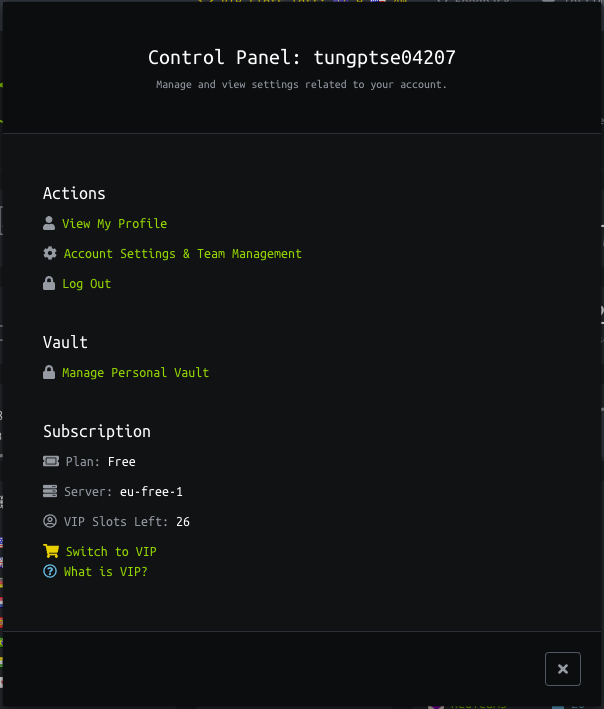 Control Panel: tungptse04207
Manage and view settings related to your account.
Actions
View My Profile
Account Settings & Team Management
Log Out
Vault
Manage Personal Vault
Subscription
Plan: Free
Server: eu-free-1
VIP Slots Left: 26
Switch to VIP
What is VIP?